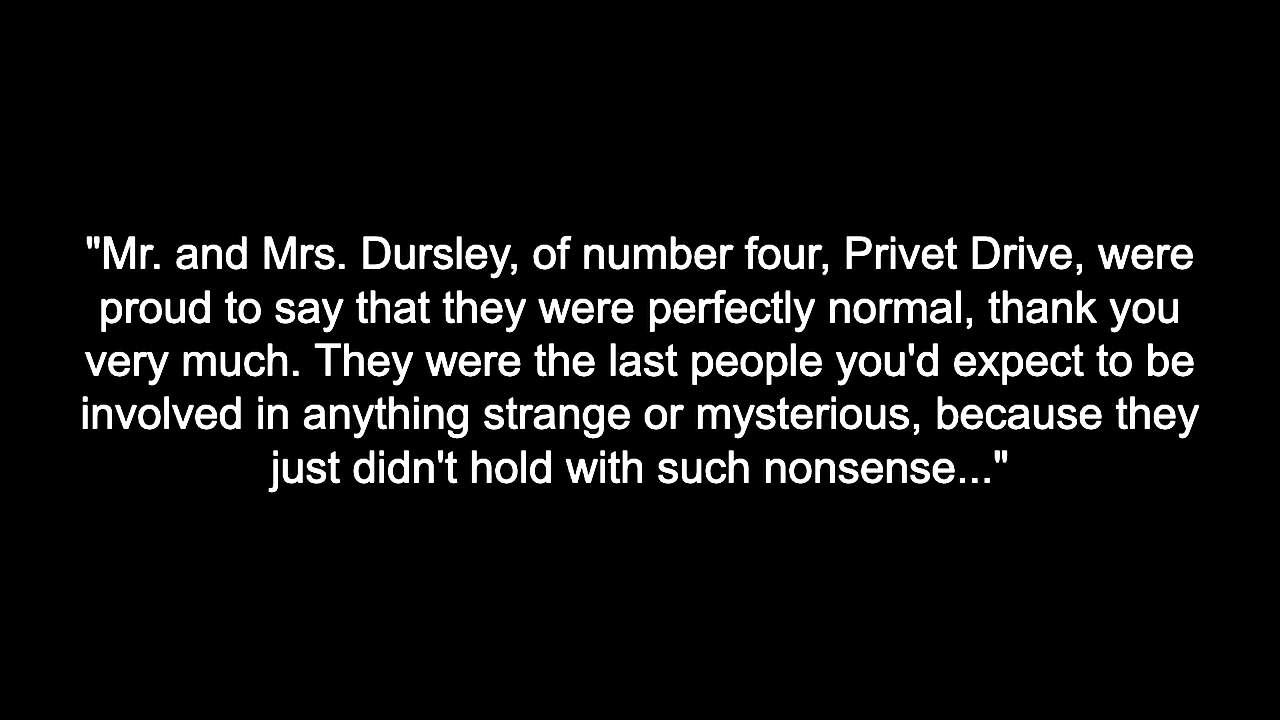 "Mr. and Mrs. Dursley, of number four, Privet Drive, were
proud to say that they were perfectly normal, thank you
very much. They were the last people you'd expect to be
involved in anything strange or mysterious, because they
just didn't hold with such nonsense..."